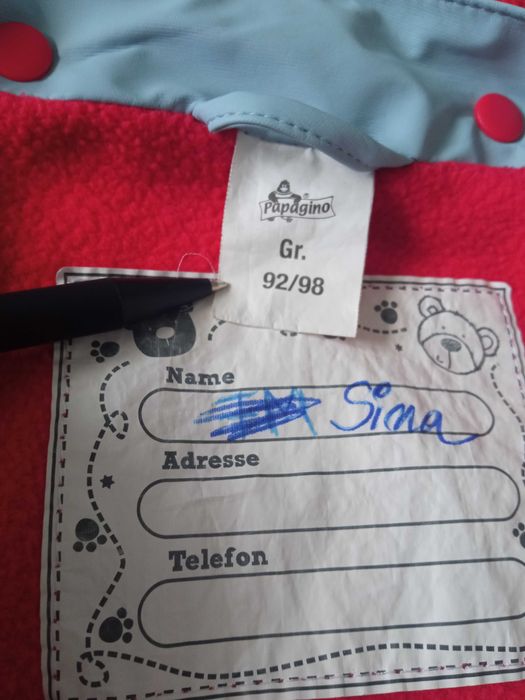 Papagino
Gr.
92/98
Name
Sina
Adresse
Telefon